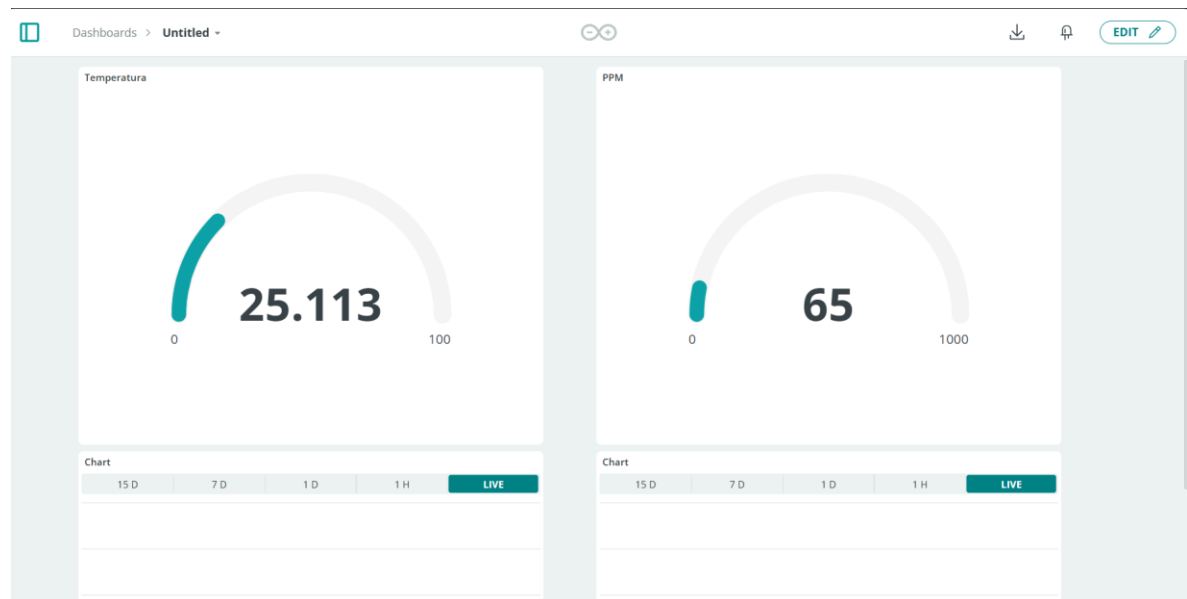 Dashboards > Untitled
EDIT
Temperatura
25.113
0 100
PPM
65
0 1000
Chart
15 D 7 D 1 D 1 H LIVE
Chart
15 D 7 D 1 D 1 H LIVE